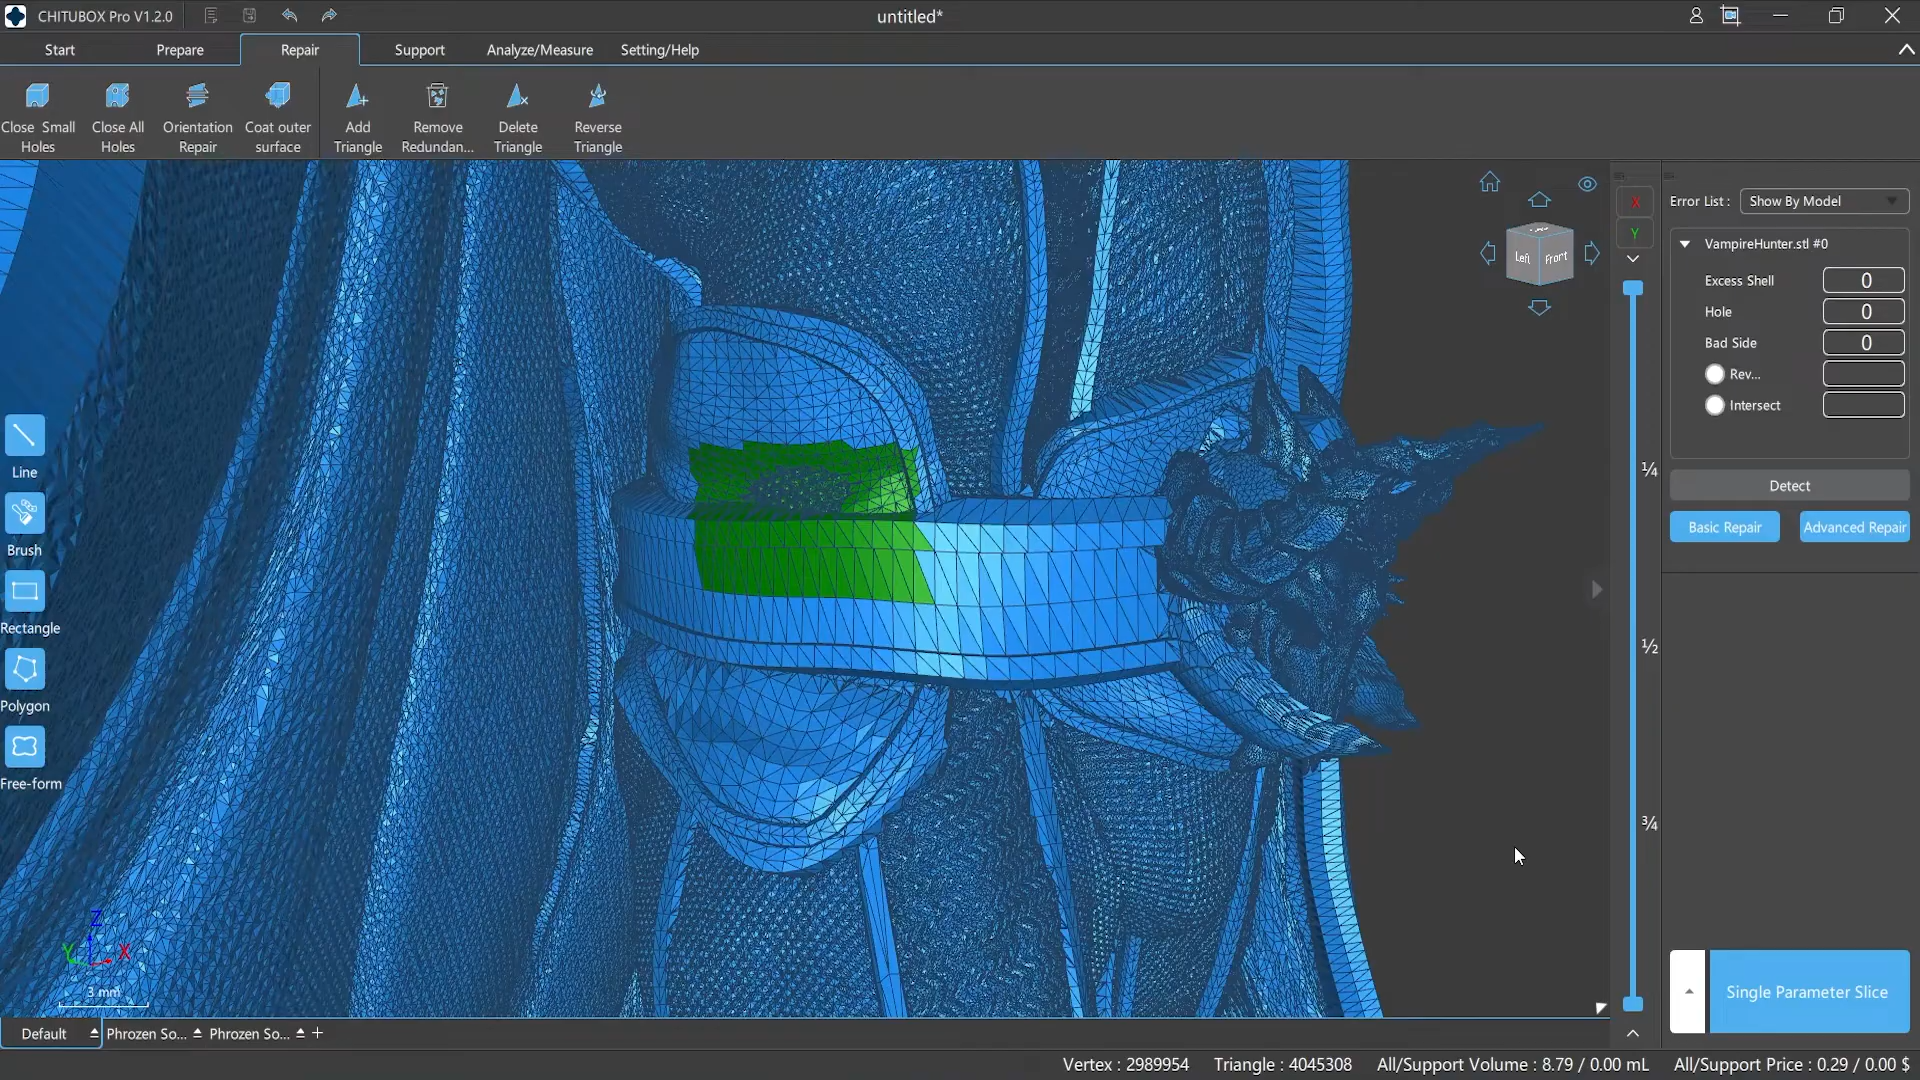 CHITUBOX Pro V1.2.0
untitled*
Start
Prepare
Repair
Support
Analyze/Measure
Setting/Help
Close Small
Holes
Close All
Holes
Orientation
Repair
Coat outer
surface
Add
Triangle
Remove
Redundan...
Delete
Triangle
Reverse
Triangle
Line
Brush
Rectangle
Polygon
Free-form
Left
Front
X
Y
¼
½
¾
Error List :
Show By Model
VampireHunter.stl #0
Excess Shell
0
Hole
0
Bad Side
0
Rev...
Intersect
Detect
Basic Repair
Advanced Repair
Single Parameter Slice
Z
Y
X
3 mm
Default
Phrozen So...
Phrozen So...
Vertex : 2989954
Triangle : 4045308
All/Support Volume : 8.79 / 0.00 mL
All/Support Price : 0.29 / 0.00 $